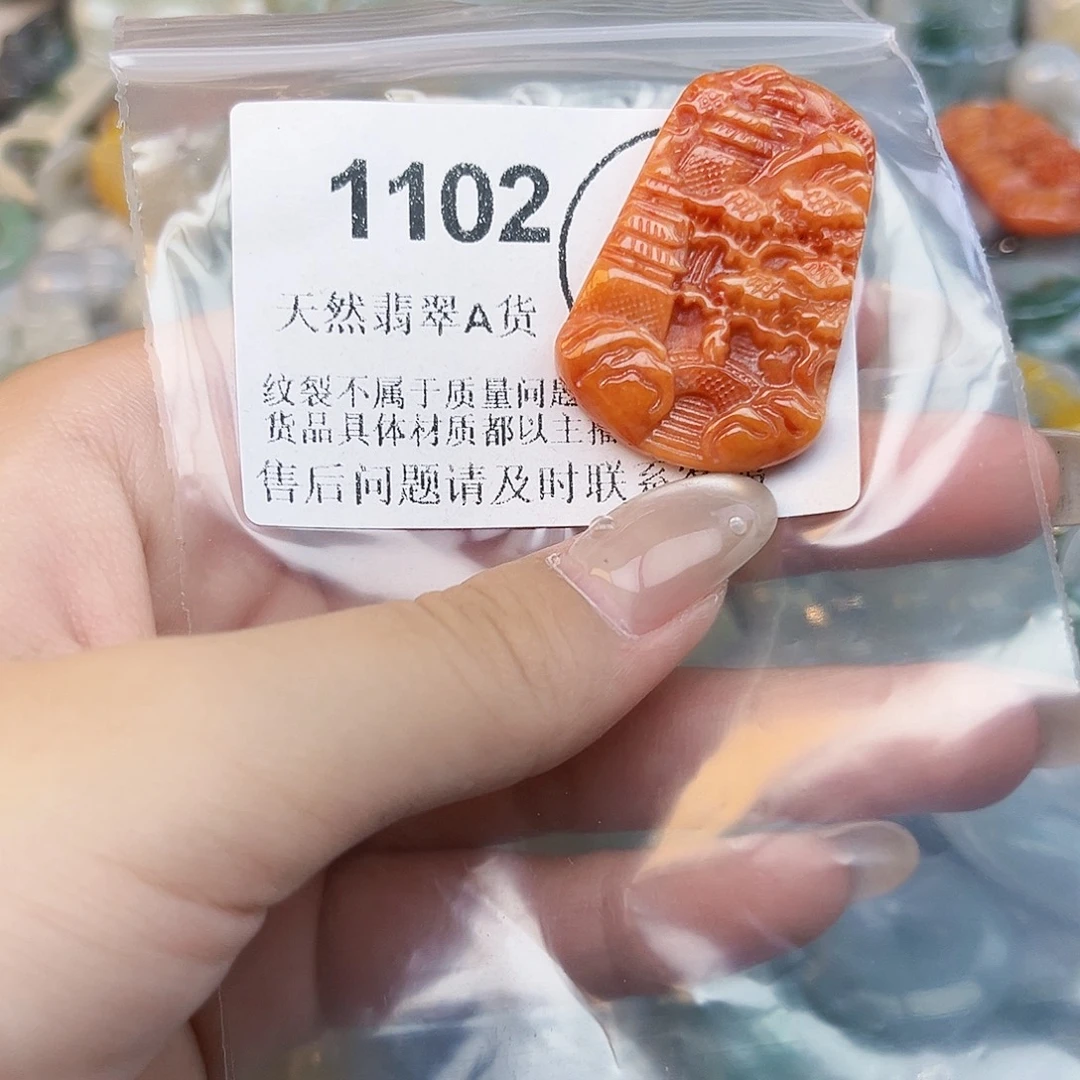 1102
天然翡翠A货
纹裂不属于质量问题
货品具体材质都以主播
售后问题请及时联系